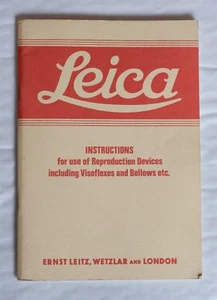 Leica
INSTRUCTIONS
for use of Reproduction Devices
including Visoflexes and Bellows etc.
ERNST LEITZ, WETZLAR AND LONDON